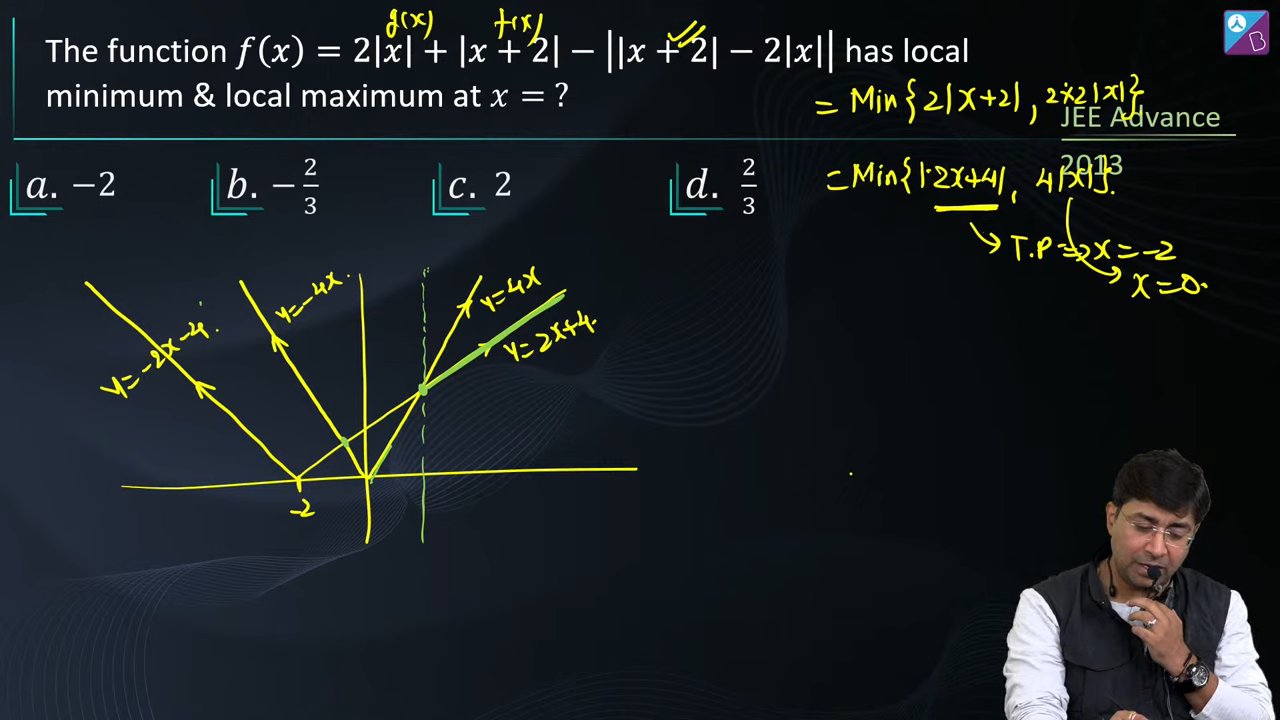 g(x) f(x)
The function f(x) = 2|x| + |x + 2| − ||x + 2| − 2|x|| has local
minimum & local maximum at x = ?
= Min{2|x+2|, 2×2|x|}
JEE Advance
2013
= Min{|2x+4|, 4|x|}.
a. −2
b. −2/3
c. 2
d. 2/3
→ T.P = 2x = −2
→ x = 0.
y = −2x−4.
y = −4x.
y = 4x
y = 2x+4.
−2
B